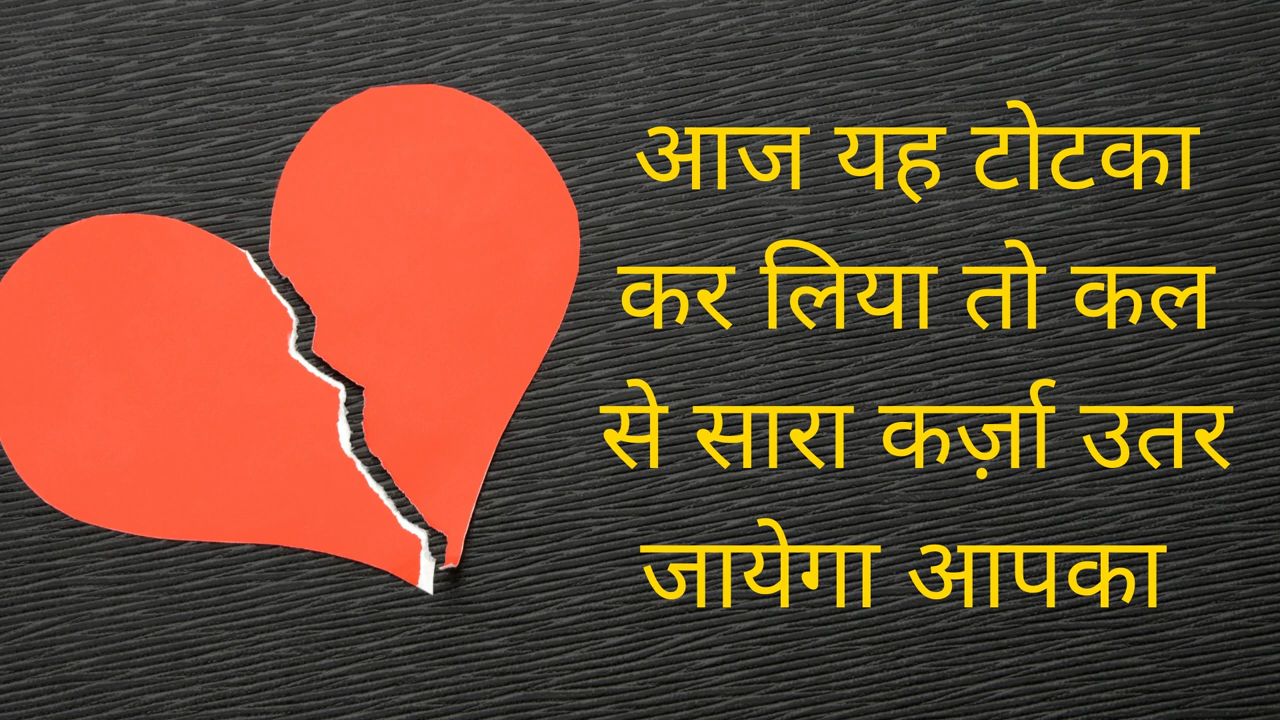 आज यह टोटका
कर लिया तो कल
से सारा कर्ज़ा उतर
जायेगा आपका